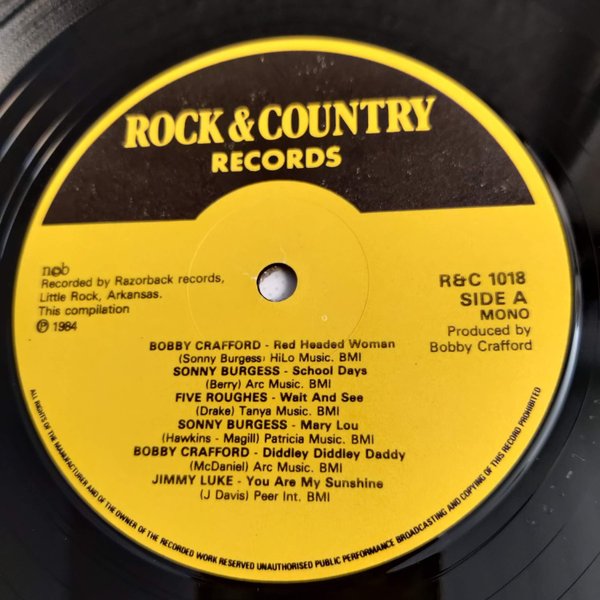 ROCK & COUNTRY
RECORDS
ncb
Recorded by Razorback records,
Little Rock, Arkansas.
This compilation
℗ 1984
R&C 1018
SIDE A
MONO
Produced by
Bobby Crafford
BOBBY CRAFFORD - Red Headed Woman
(Sonny Burgess) HiLo Music. BMI
SONNY BURGESS - School Days
(Berry) Arc Music. BMI
FIVE ROUGHES - Wait And See
(Drake) Tanya Music. BMI
SONNY BURGESS - Mary Lou
(Hawkins - Magill) Patricia Music. BMI
BOBBY CRAFFORD - Diddley Diddley Daddy
(McDaniel) Arc Music. BMI
JIMMY LUKE - You Are My Sunshine
(J Davis) Peer Int. BMI
ALL RIGHTS OF THE MANUFACTURER AND OF THE OWNER OF THE RECORDED WORK RESERVED UNAUTHORISED PUBLIC PERFORMANCE BROADCASTING AND COPYING OF THIS RECORD PROHIBITED